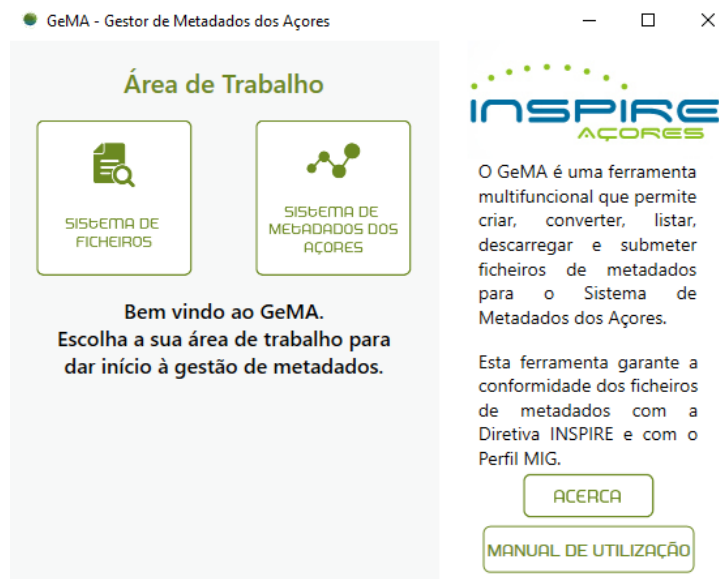 GeMA - Gestor de Metadados dos Açores
Área de Trabalho
SISTEMA DE
FICHEIROS
SISTEMA DE
METADADOS DOS
AÇORES
Bem vindo ao GeMA.
Escolha a sua área de trabalho para
dar início à gestão de metadados.
INSPIRE
AÇORES
O GeMA é uma ferramenta
multifuncional que permite
criar, converter, listar,
descarregar e submeter
ficheiros de metadados
para o Sistema de
Metadados dos Açores.
Esta ferramenta garante a
conformidade dos ficheiros
de metadados com a
Diretiva INSPIRE e com o
Perfil MIG.
ACERCA
MANUAL DE UTILIZAÇÃO